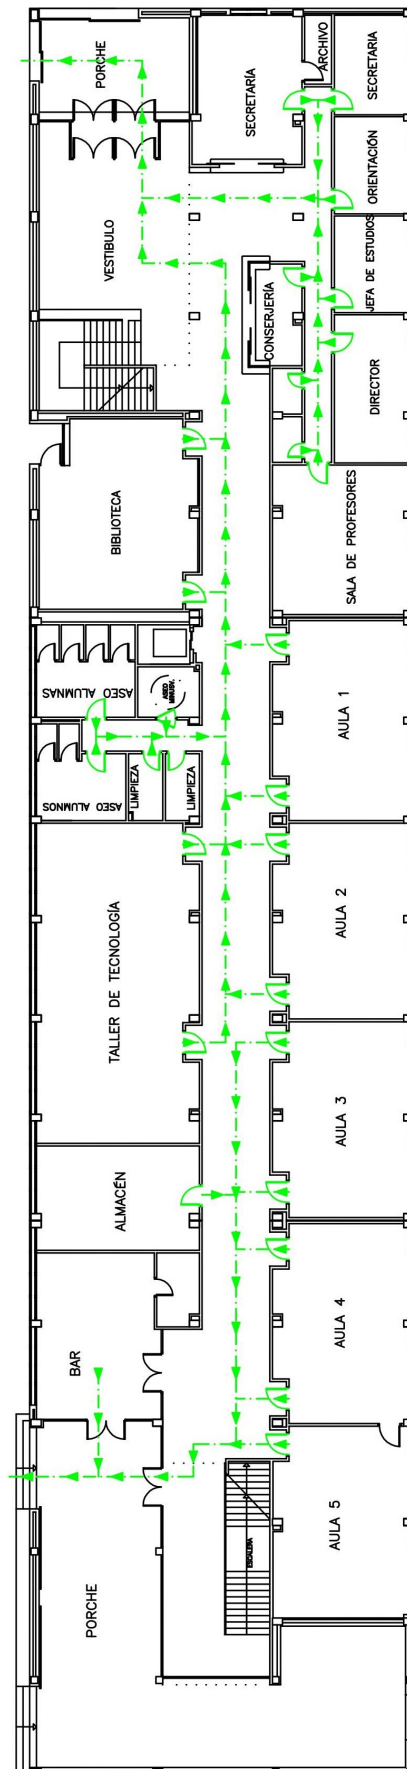 PORCHE
SECRETARÍA
ARCHIVO
SECRETARIA
ORIENTACIÓN
VESTIBULO
JEFA DE ESTUDIOS
CONSERJERÍA
DIRECTOR
BIBLIOTECA
SALA DE PROFESORES
ASEO ALUMNAS
ASEO
MINUSV.
AULA 1
ASEO ALUMNOS
LIMPIEZA
LIMPIEZA
TALLER DE TECNOLOGÍA
AULA 2
AULA 3
ALMACÉN
BAR
AULA 4
AULA 5
ESCALERA
PORCHE